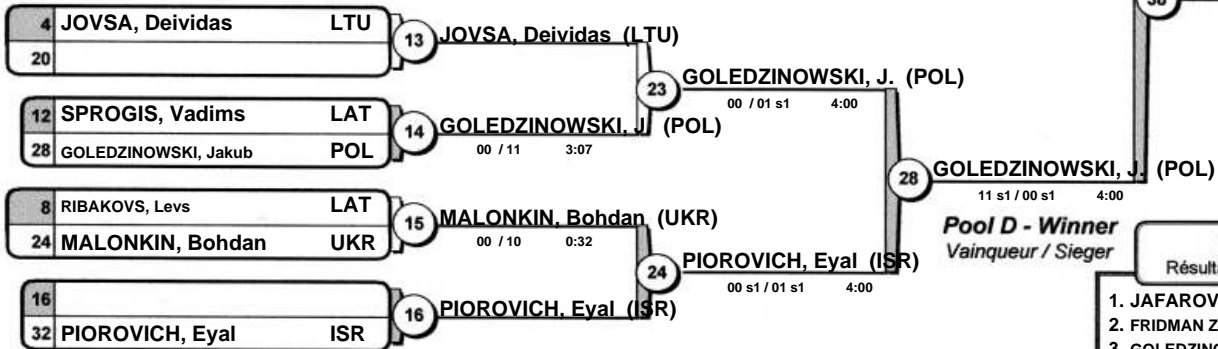 4 JOVSA, Deividas LTU
20
13 JOVSA, Deividas (LTU)
12 SPROGIS, Vadims LAT
28 GOLEDZINOWSKI, Jakub POL
14 GOLEDZINOWSKI, J. (POL)
00 / 11 3:07
23 GOLEDZINOWSKI, J. (POL)
00 / 01 s1 4:00
8 RIBAKOVS, Levs LAT
24 MALONKIN, Bohdan UKR
15 MALONKIN, Bohdan (UKR)
00 / 10 0:32
16
32 PIOROVICH, Eyal ISR
16 PIOROVICH, Eyal (ISR)
24 PIOROVICH, Eyal (ISR)
00 s1 / 01 s1 4:00
28 GOLEDZINOWSKI, J. (POL)
11 s1 / 00 s1 4:00
Pool D - Winner
Vainqueur / Sieger
Résulta
1. JAFAROV
2. FRIDMAN Z